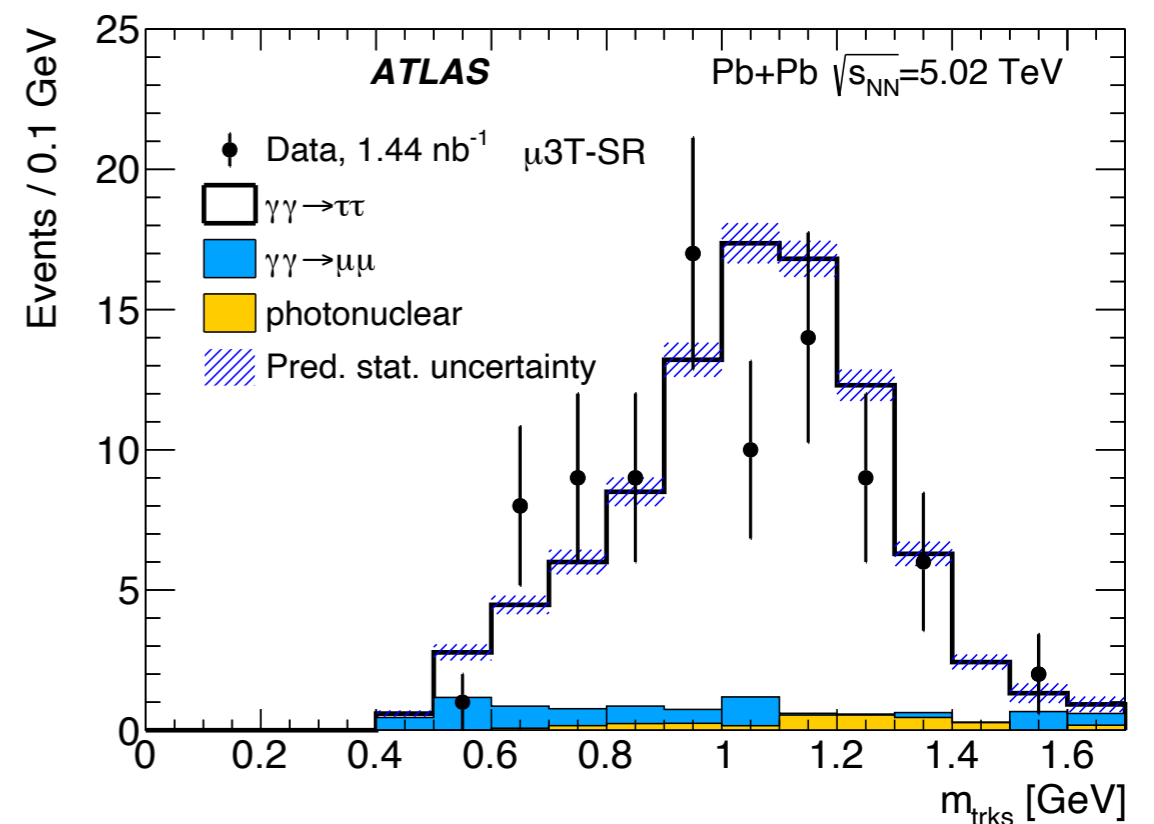 ATLAS
Pb+Pb √sNN=5.02 TeV
Data, 1.44 nb-1 μ3T-SR
γγ→ττ
γγ→μμ
photonuclear
Pred. stat. uncertainty
Events / 0.1 GeV
25
20
15
10
5
0
0 0.2 0.4 0.6 0.8 1 1.2 1.4 1.6
mtrks [GeV]